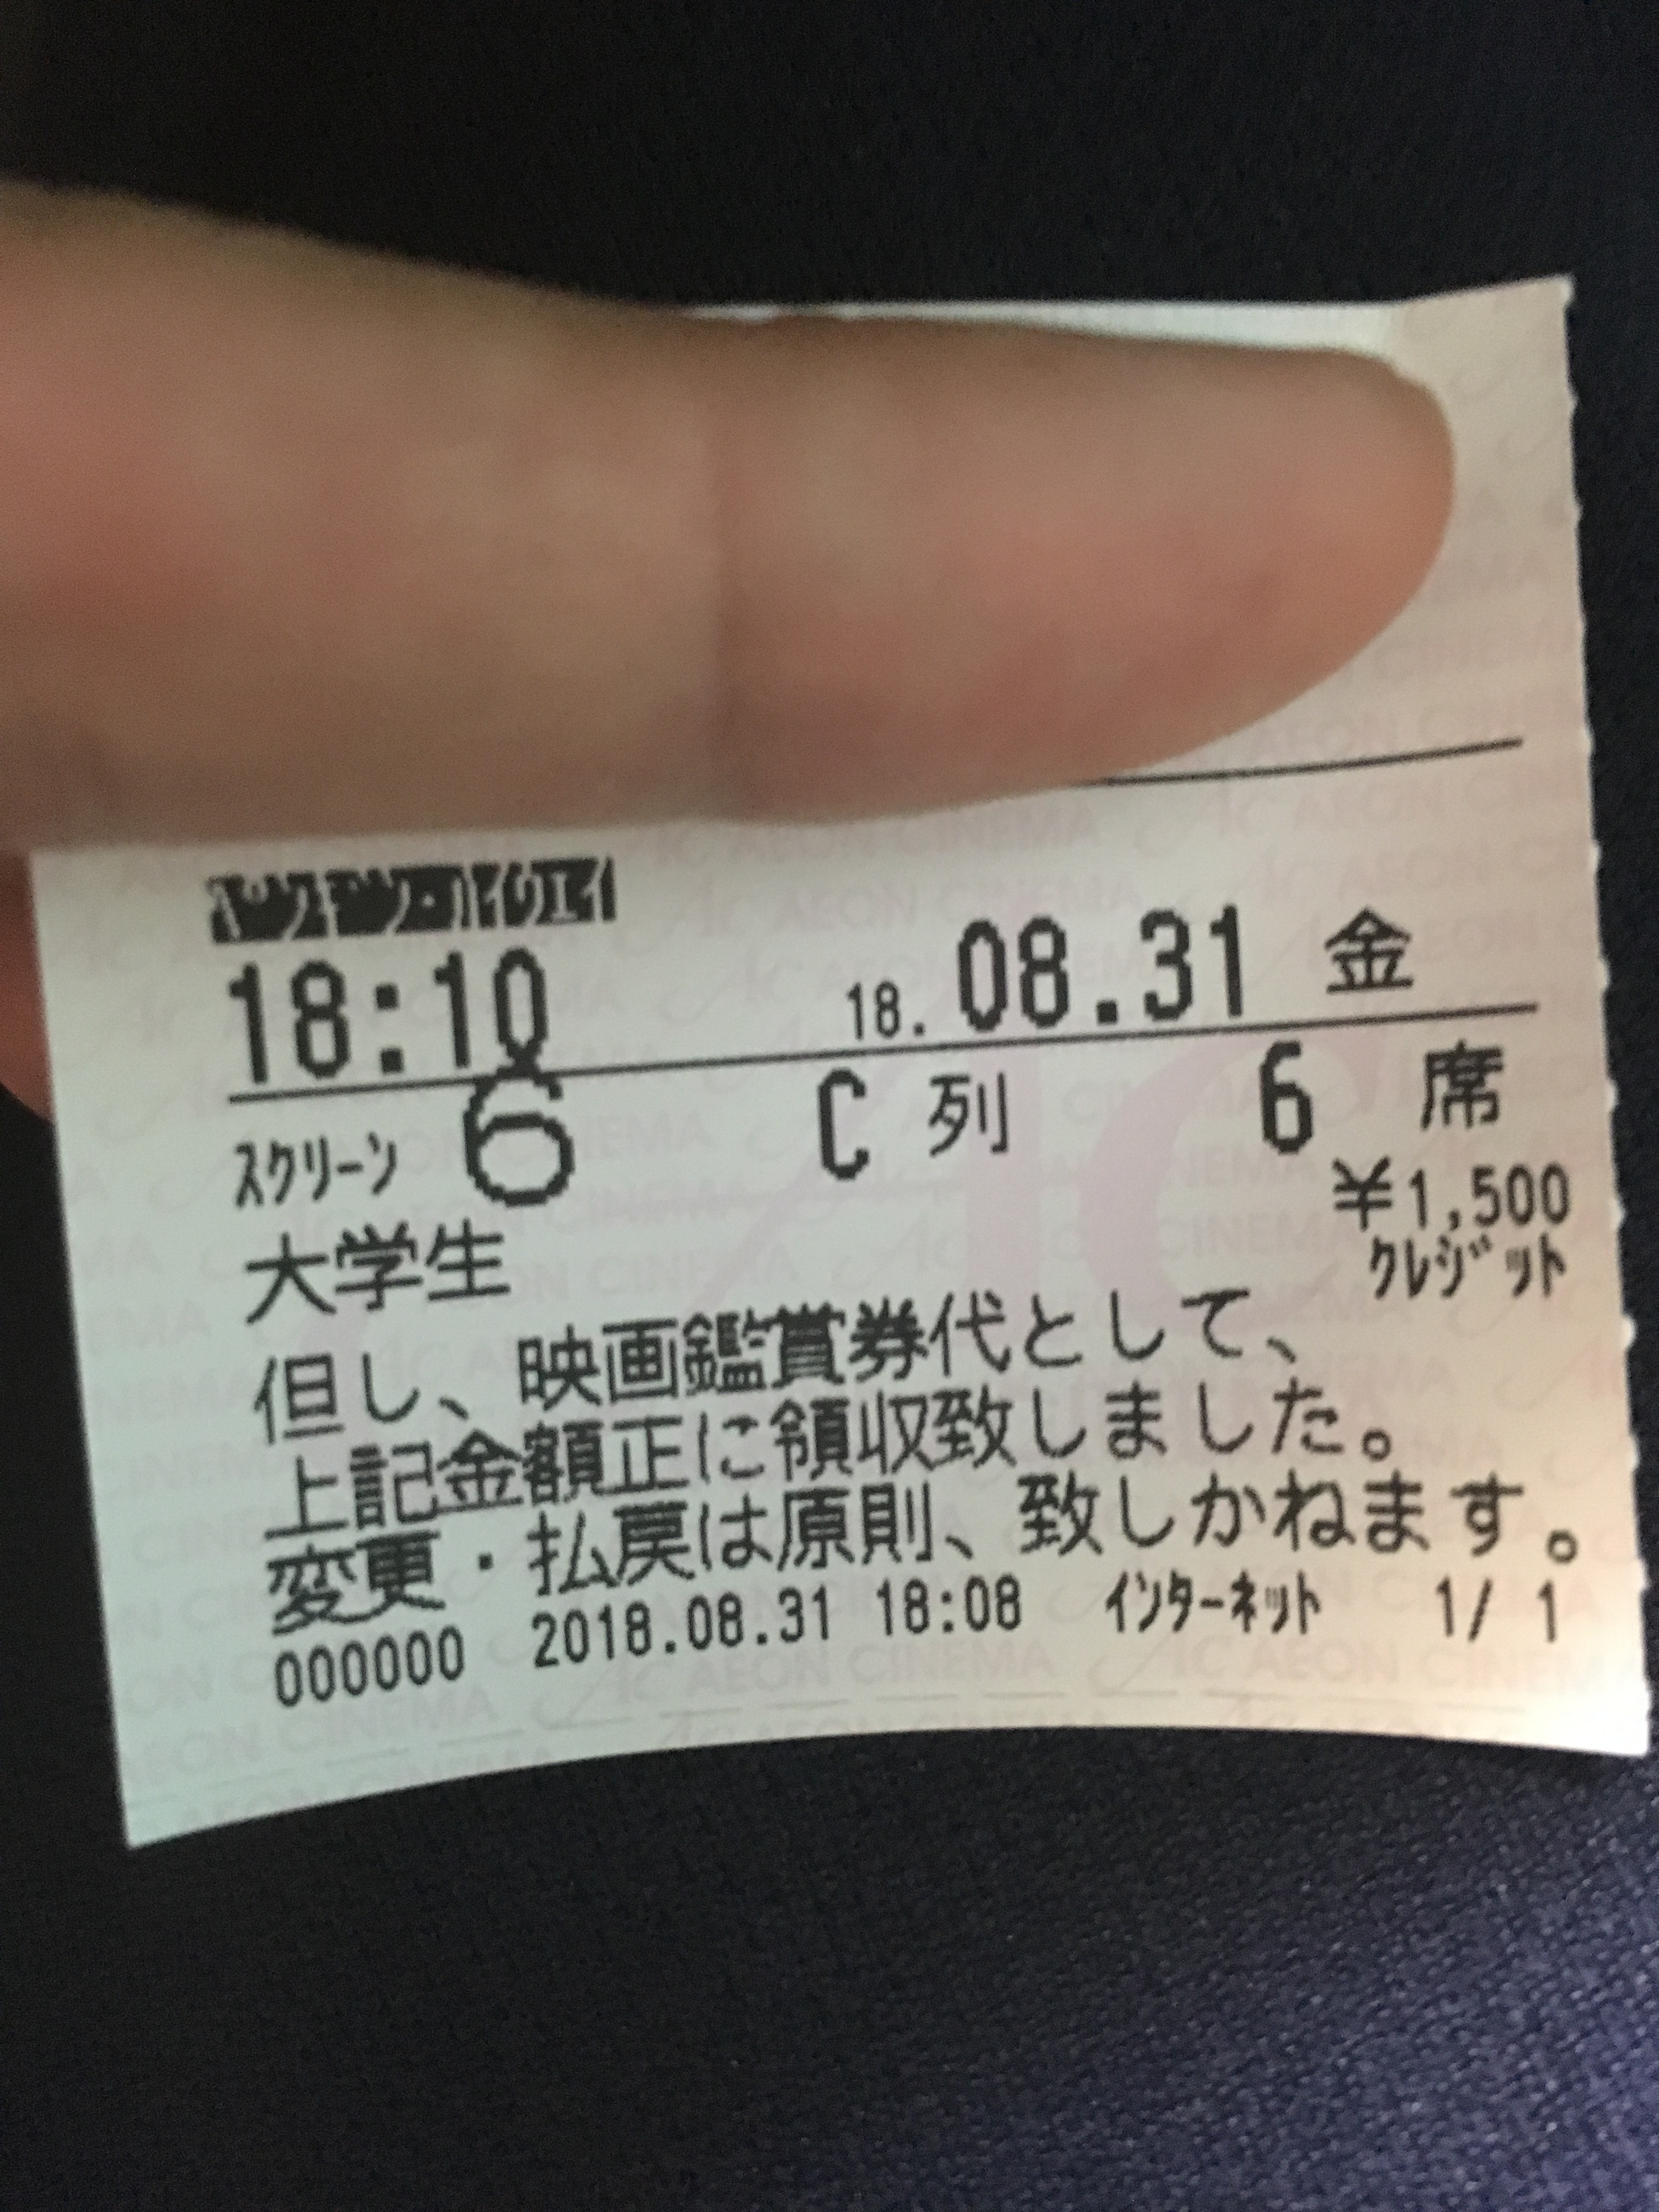 18:10 18.08.31 金
スクリーン 6 C 列 6 席
¥1,500
大学生 クレジット
但し、映画鑑賞券代として、
上記金額正に領収致しました。
変更・払戻は原則、致しかねます。
000000 2018.08.31 18:08 インターネット 1/ 1